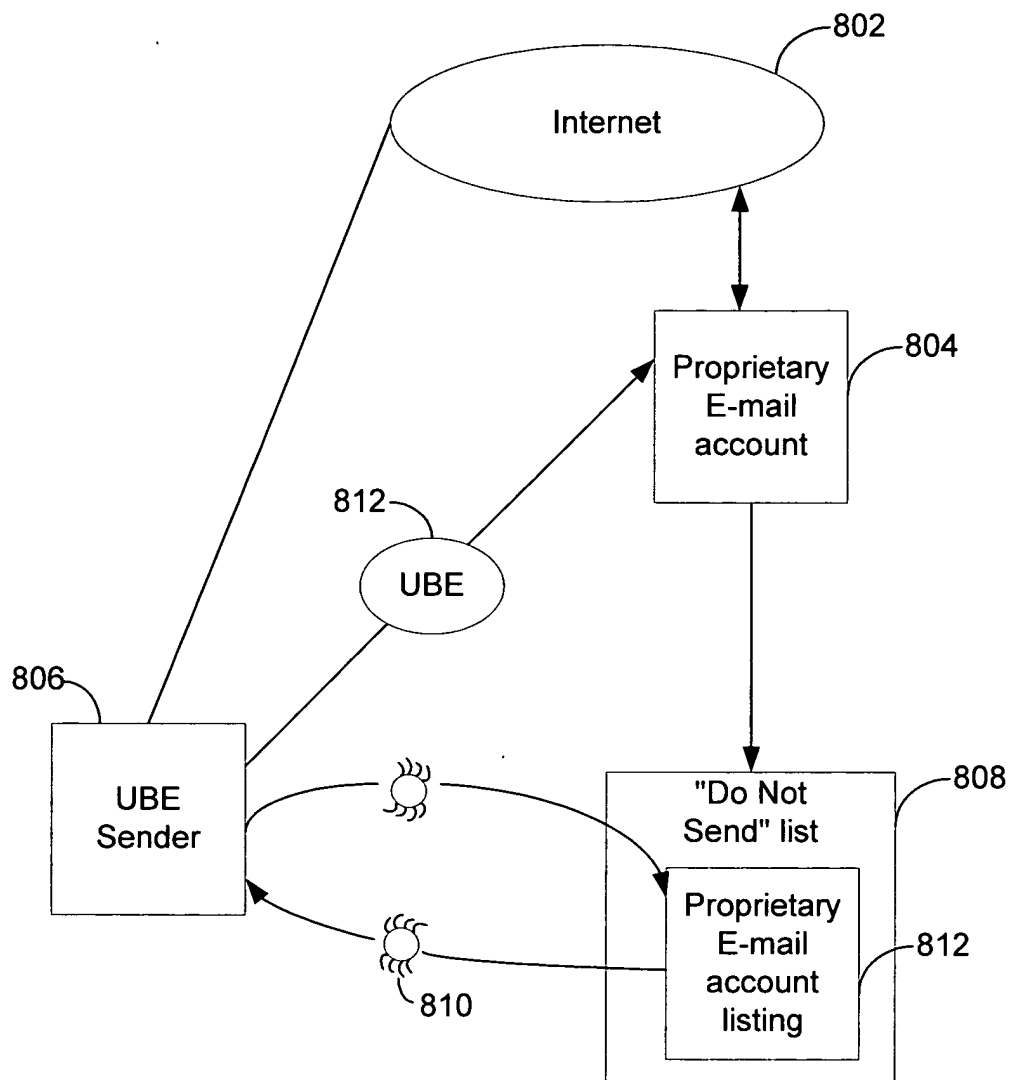 802
Internet
804
Proprietary
E-mail
account
812
UBE
806
UBE
Sender
808
"Do Not
Send" list
Proprietary
E-mail
account
listing
812
810